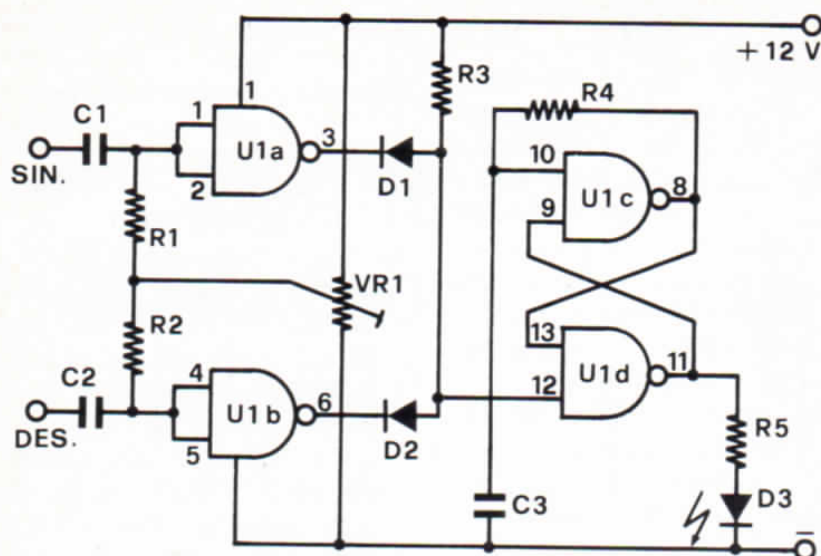 +12 V
R3
R4
C1
1
1
3
10
SIN.
2
U1a
D1
U1c
8
9
R1
VR1
R2
13
C2
4
U1d
11
12
U1b
6
DES.
5
D2
R5
C3
D3
−